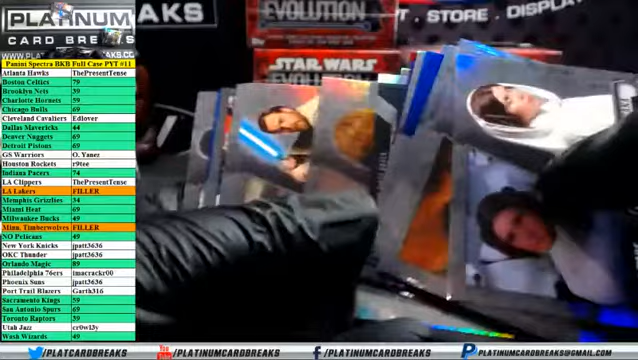 PLATINUM
CARD BREAKS
Panini Spectra BKB Full Case PYT #11
Atlanta Hawks ThePresentTense
Boston Celtics 79
Brooklyn Nets 39
Charlotte Hornets 59
Chicago Bulls 69
Cleveland Cavaliers Edlover
Dallas Mavericks 44
Denver Nuggets 69
Detroit Pistons 69
GS Warriors O. Yanez
Houston Rockets r9tee
Indiana Pacers 74
LA Clippers ThePresentTense
LA Lakers FILLER
Memphis Grizzlies 34
Miami Heat 69
Milwaukee Bucks 49
Minn. Timberwolves FILLER
NO Pelicans 49
New York Knicks jpatt3636
OKC Thunder jpatt3636
Orlando Magic 89
Philadelphia 76ers imacrackr00
Phoenix Suns jpatt3636
Port Trail Blazers Garth316
Sacramento Kings 59
San Antonio Spurs 69
Toronto Raptors 39
Utah Jazz cr0w13y
Wash Wizards 49
EVOLUTION
STAR WARS
T . STORE . DISPLA
/PLATCARDBREAKS
/PLATINUMCARDBREAKS
/PLATINUMCARDBREAKS
PLATINUMCARDBREAKS@GMAIL.COM